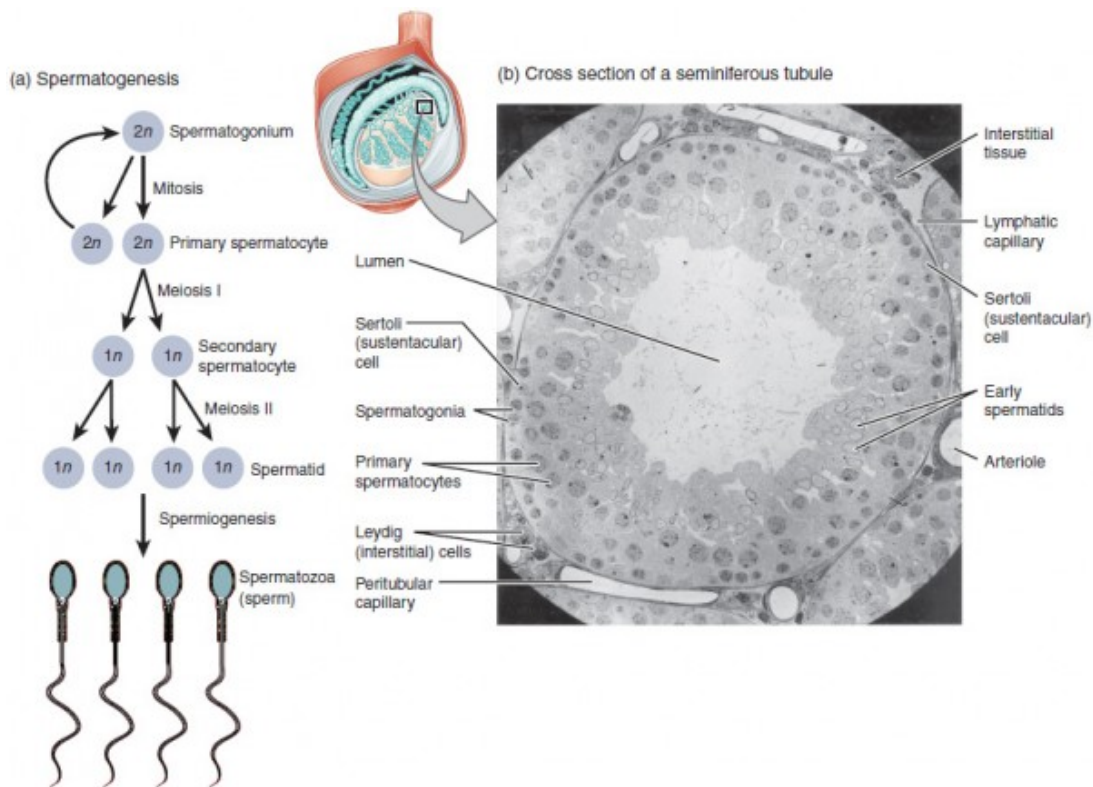 (a) Spermatogenesis
2n
Spermatogonium
Mitosis
2n
2n
Primary spermatocyte
Meiosis I
1n
1n
Secondary
spermatocyte
Meiosis II
1n
1n
1n
1n
Spermatid
Spermiogenesis
Spermatozoa
(sperm)
(b) Cross section of a seminiferous tubule
Lumen
Sertoli
(sustentacular)
cell
Spermatogonia
Primary
spermatocytes
Leydig
(interstitial) cells
Peritubular
capillary
Interstitial
tissue
Lymphatic
capillary
Sertoli
(sustentacular)
cell
Early
spermatids
Arteriole